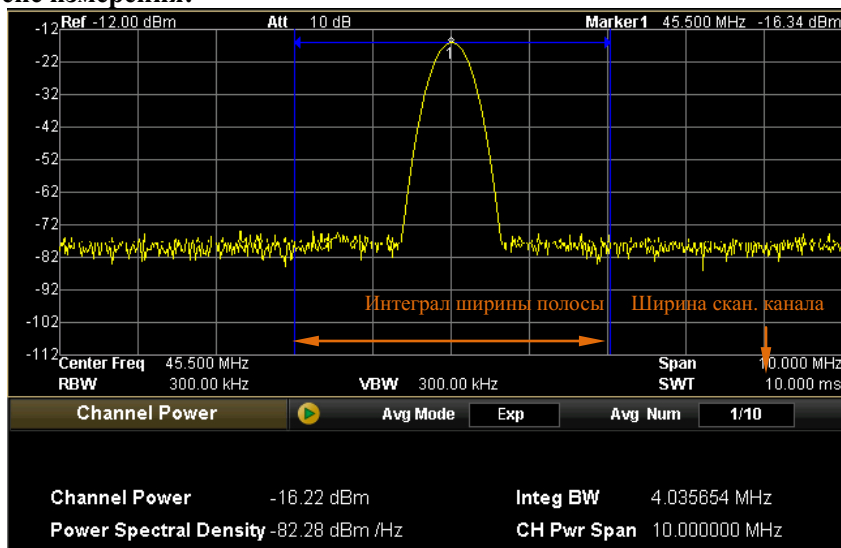 Ref -12.00 dBm Att 10 dB Marker1 45.500 MHz -16.34 dBm
-12
1
-22
-32
-42
-52
-62
-72
-82
-92
Интеграл ширины полосы Ширина скан. канала
-102
-112
Center Freq 45.500 MHz Span 10.000 MHz
RBW 300.00 kHz VBW 300.00 kHz SWT 10.000 ms
Channel Power Avg Mode Exp Avg Num 1/10
Channel Power -16.22 dBm Integ BW 4.035654 MHz
Power Spectral Density -82.28 dBm /Hz CH Pwr Span 10.000000 MHz